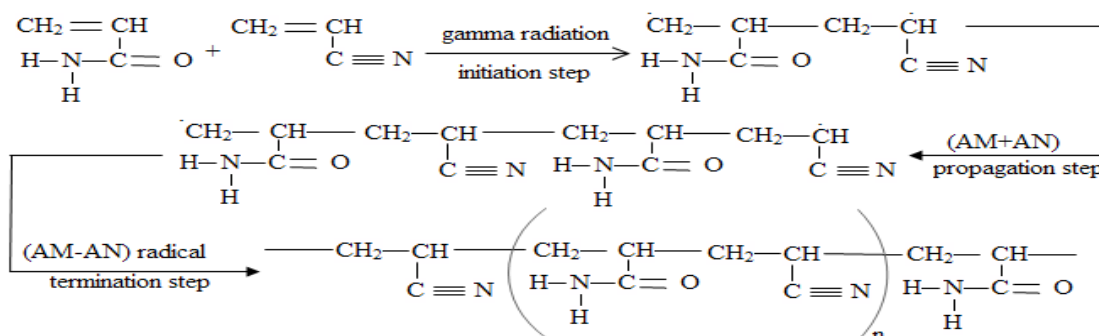 CH₂=CH + CH₂=CH gamma radiation CH₂—CH—CH₂—CH
H—N—C=O C≡N initiation step H—N—C=O C≡N
H H
CH₂—CH—CH₂—CH—CH₂—CH—CH₂—CH (AM+AN)
H—N—C=O C≡N H—N—C=O C≡N propagation step
H H
(AM-AN) radical —CH₂—CH—CH₂—CH—CH₂—CH—CH₂—CH—
termination step C≡N H—N—C=O C≡N H—N—C=O
H n H